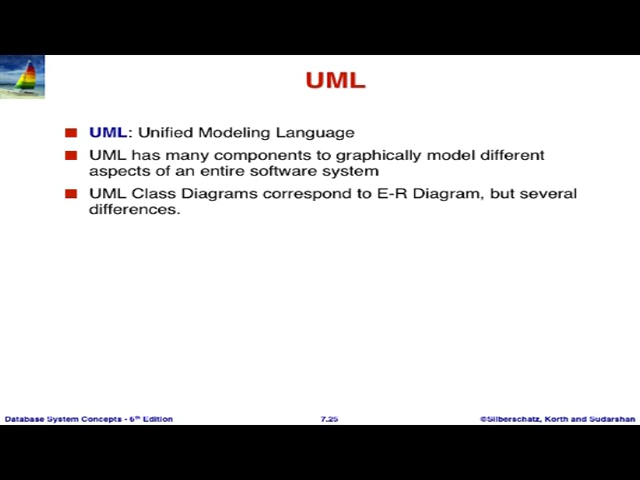 UML
UML: Unified Modeling Language
UML has many components to graphically model different
aspects of an entire software system
UML Class Diagrams correspond to E-R Diagram, but several
differences.
Database System Concepts - 6th Edition
7.25
©Silberschatz, Korth and Sudarshan